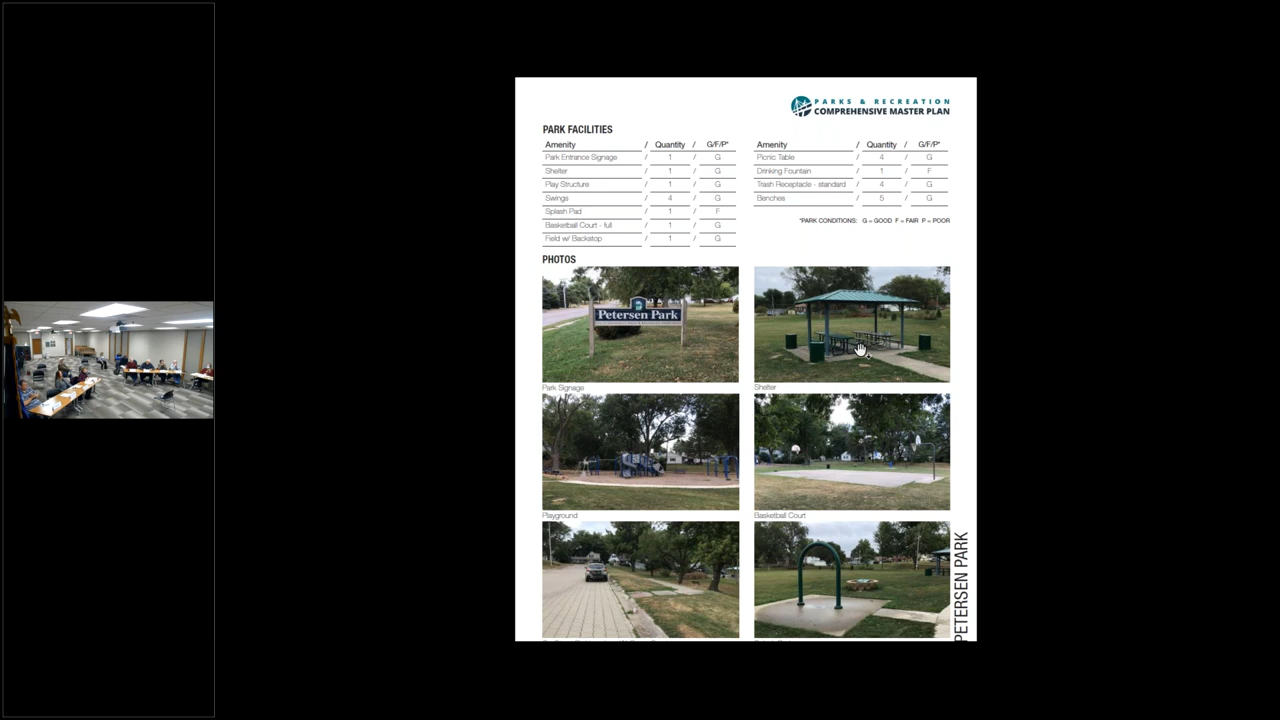 PARKS & RECREATION
COMPREHENSIVE MASTER PLAN
PARK FACILITIES
Amenity / Quantity / G/F/P*
Park Entrance Signage / 1 / G
Shelter / 1 / G
Play Structure / 1 / G
Swings / 4 / G
Splash Pad / 1 / F
Basketball Court - full / 1 / G
Field w/ Backstop / 1 / G
Amenity / Quantity / G/F/P*
Picnic Table / 4 / G
Drinking Fountain / 1 / F
Trash Receptacle - standard / 4 / G
Benches / 5 / G
*PARK CONDITIONS: G = GOOD F = FAIR P = POOR
PHOTOS
Petersen Park
Park Signage
Shelter
Playground
Basketball Court
PETERSEN PARK